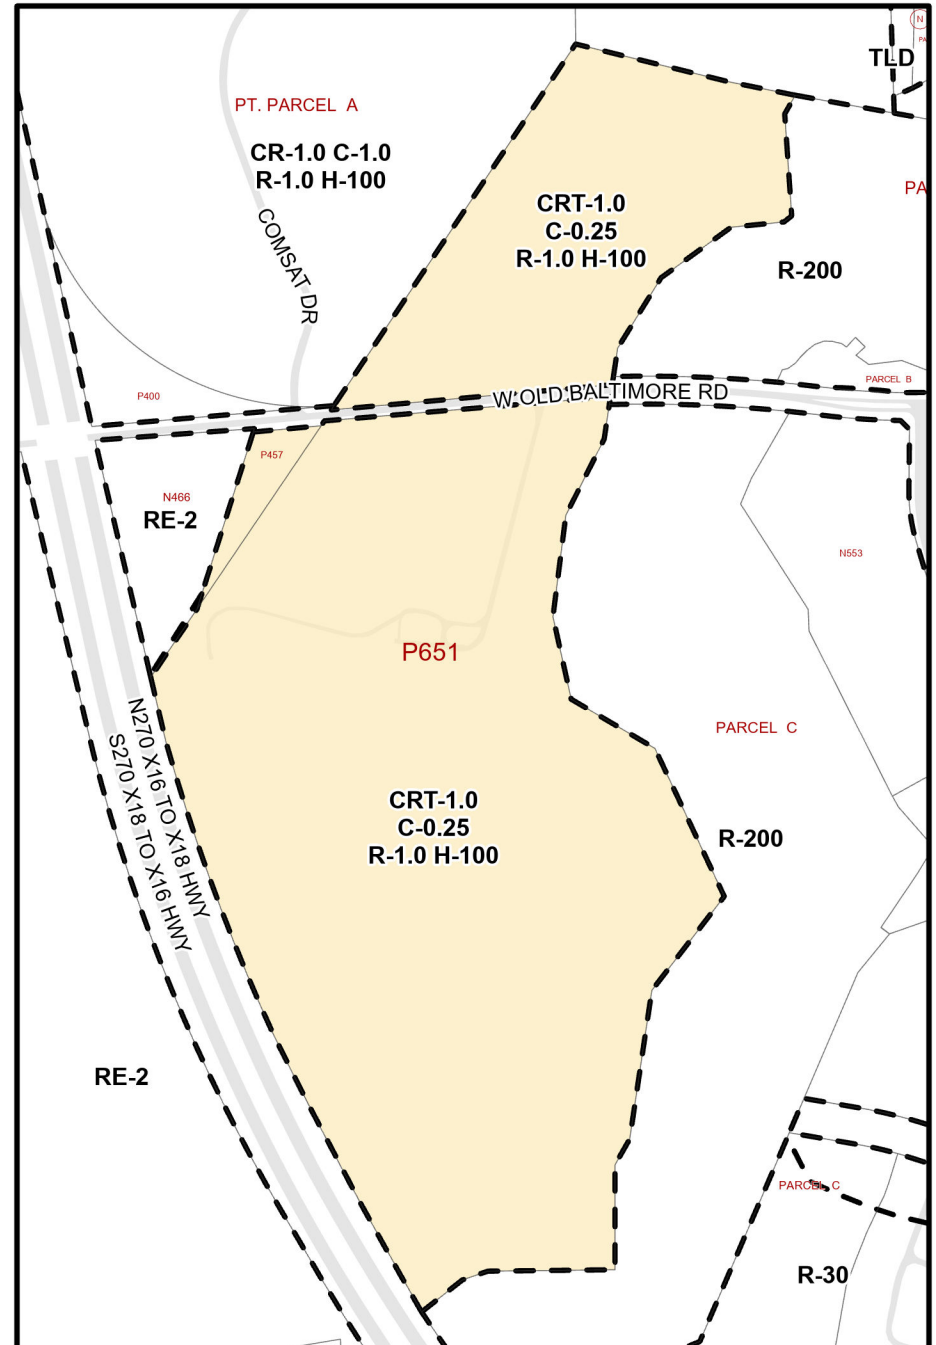 N
PA
TLD
PT. PARCEL A
CR-1.0 C-1.0
R-1.0 H-100
PA
CRT-1.0
C-0.25
R-1.0 H-100
COMSAT DR
R-200
PARCEL B
W OLD BALTIMORE RD
P400
P457
N466
RE-2
N553
P651
N270 X16 TO X18 HWY
S270 X18 TO X16 HWY
PARCEL C
CRT-1.0
C-0.25
R-1.0 H-100
R-200
RE-2
PARCEL C
R-30